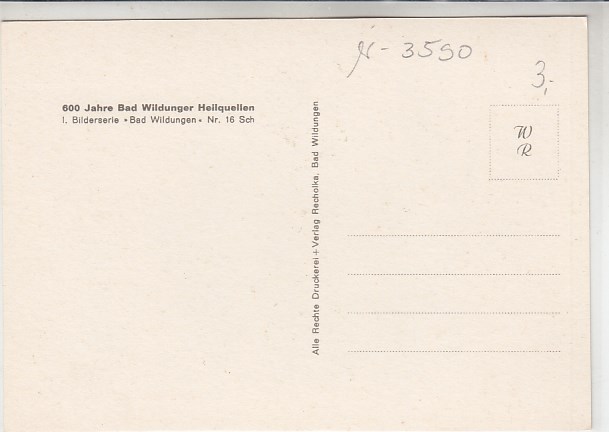 600 Jahre Bad Wildunger Heilquellen
I. Bilderserie •Bad Wildungen• Nr. 16 Sch
Alle Rechte Druckerei+Verlag Recholka, Bad Wildungen
3590
3,-
W
R